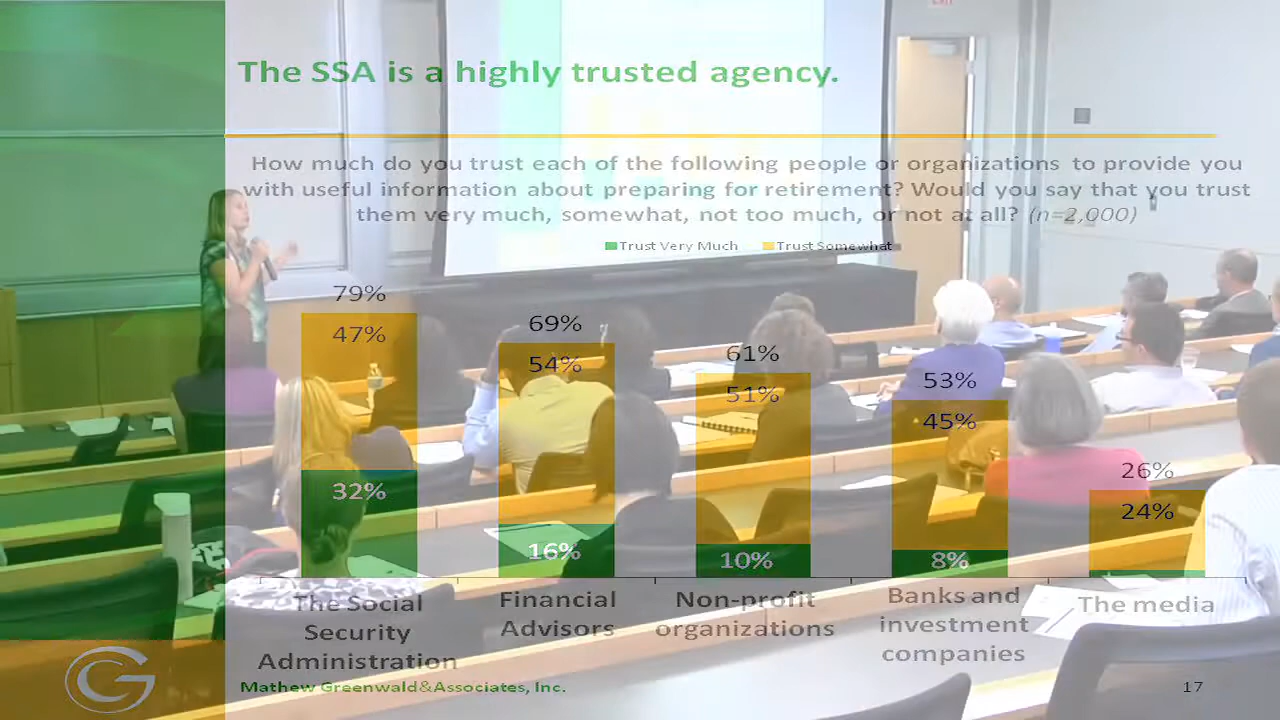 EXIT
The SSA is a highly trusted agency.
How much do you trust each of the following people or organizations to provide you
with useful information about preparing for retirement? Would you say that you trust
them very much, somewhat, not too much, or not at all? (n=2,000)
Trust Very Much Trust Somewhat
79%
47%
32%
69%
54%
16%
61%
51%
10%
53%
45%
8%
26%
24%
The Social
Security
Administration
Financial
Advisors
Non-profit
organizations
Banks and
investment
companies
The media
Mathew Greenwald&Associates, Inc.
17